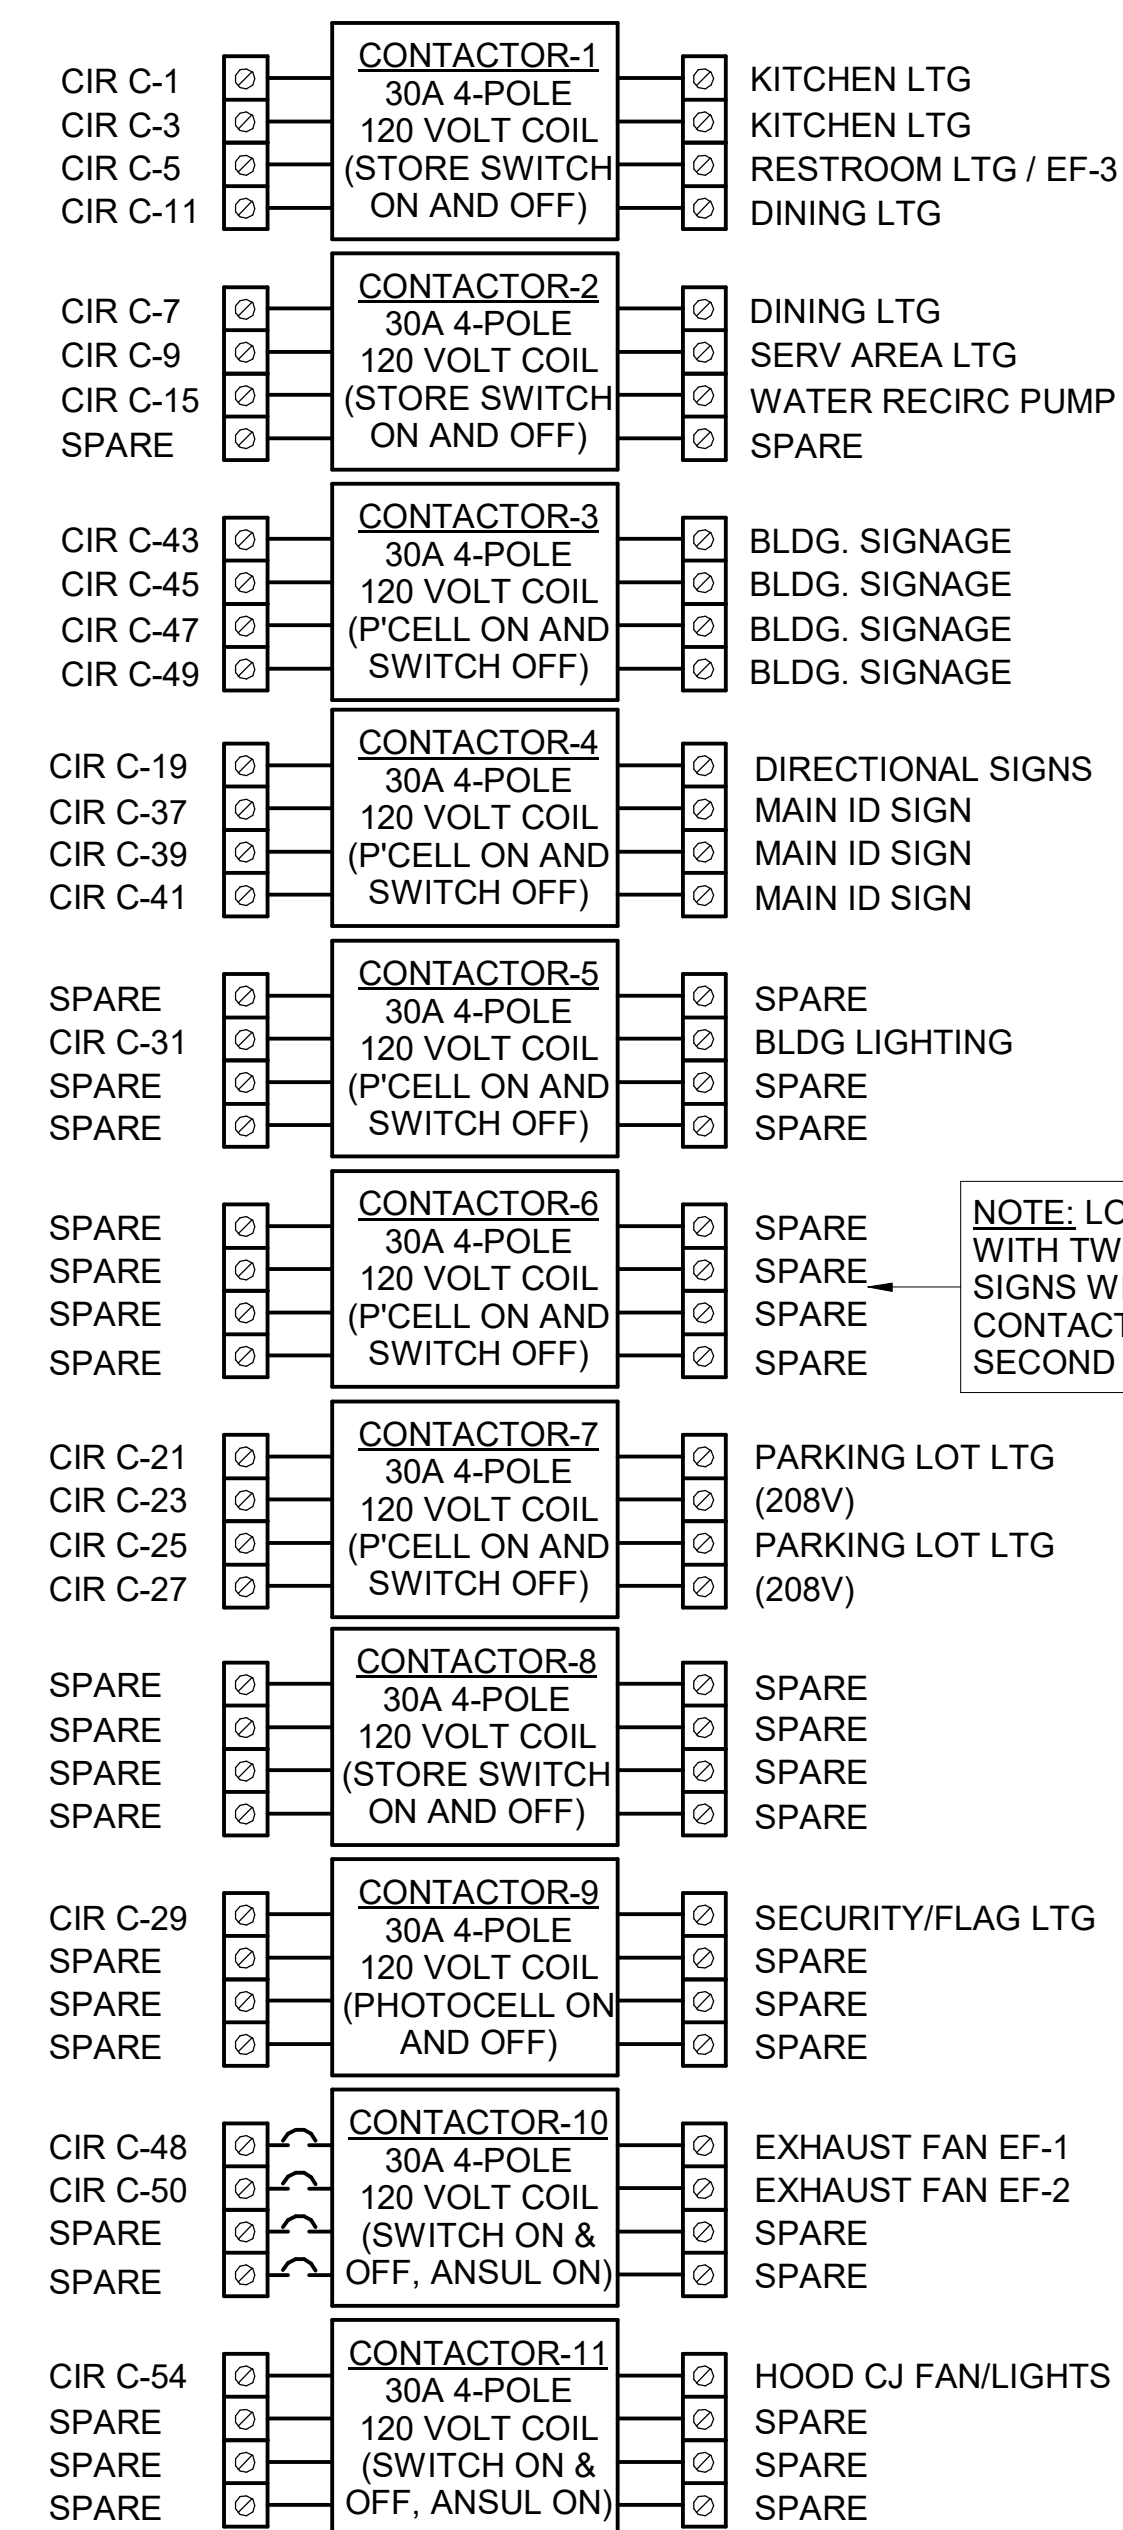 CIR C-1
CIR C-3
CIR C-5
CIR C-11
CONTACTOR-1
30A 4-POLE
120 VOLT COIL
(STORE SWITCH
ON AND OFF)
KITCHEN LTG
KITCHEN LTG
RESTROOM LTG / EF-3
DINING LTG
CIR C-7
CIR C-9
CIR C-15
SPARE
CONTACTOR-2
30A 4-POLE
120 VOLT COIL
(STORE SWITCH
ON AND OFF)
DINING LTG
SERV AREA LTG
WATER RECIRC PUMP
SPARE
CIR C-43
CIR C-45
CIR C-47
CIR C-49
CONTACTOR-3
30A 4-POLE
120 VOLT COIL
(P'CELL ON AND
SWITCH OFF)
BLDG. SIGNAGE
BLDG. SIGNAGE
BLDG. SIGNAGE
BLDG. SIGNAGE
CIR C-19
CIR C-37
CIR C-39
CIR C-41
CONTACTOR-4
30A 4-POLE
120 VOLT COIL
(P'CELL ON AND
SWITCH OFF)
DIRECTIONAL SIGNS
MAIN ID SIGN
MAIN ID SIGN
MAIN ID SIGN
SPARE
CIR C-31
SPARE
SPARE
CONTACTOR-5
30A 4-POLE
120 VOLT COIL
(P'CELL ON AND
SWITCH OFF)
SPARE
BLDG LIGHTING
SPARE
SPARE
SPARE
SPARE
SPARE
SPARE
CONTACTOR-6
30A 4-POLE
120 VOLT COIL
(P'CELL ON AND
SWITCH OFF)
SPARE
SPARE
SPARE
SPARE
NOTE:
WITH
SIGNS
SECOND
CIR C-21
CIR C-23
CIR C-25
CIR C-27
CONTACTOR-7
30A 4-POLE
120 VOLT COIL
(P'CELL ON AND
SWITCH OFF)
PARKING LOT LTG
(208V)
PARKING LOT LTG
(208V)
SPARE
SPARE
SPARE
SPARE
CONTACTOR-8
30A 4-POLE
120 VOLT COIL
(STORE SWITCH
ON AND OFF)
SPARE
SPARE
SPARE
SPARE
CIR C-29
SPARE
SPARE
SPARE
CONTACTOR-9
30A 4-POLE
120 VOLT COIL
(PHOTOCELL ON
AND OFF)
SECURITY/FLAG LTG
SPARE
SPARE
SPARE
CIR C-48
CIR C-50
SPARE
SPARE
CONTACTOR-10
30A 4-POLE
120 VOLT COIL
(SWITCH ON &
OFF, ANSUL ON)
EXHAUST FAN EF-1
EXHAUST FAN EF-2
SPARE
SPARE
CIR C-54
SPARE
SPARE
SPARE
CONTACTOR-11
30A 4-POLE
120 VOLT COIL
(SWITCH ON &
OFF, ANSUL ON)
HOOD CJ FAN/LIGHTS
SPARE
SPARE
SPARE